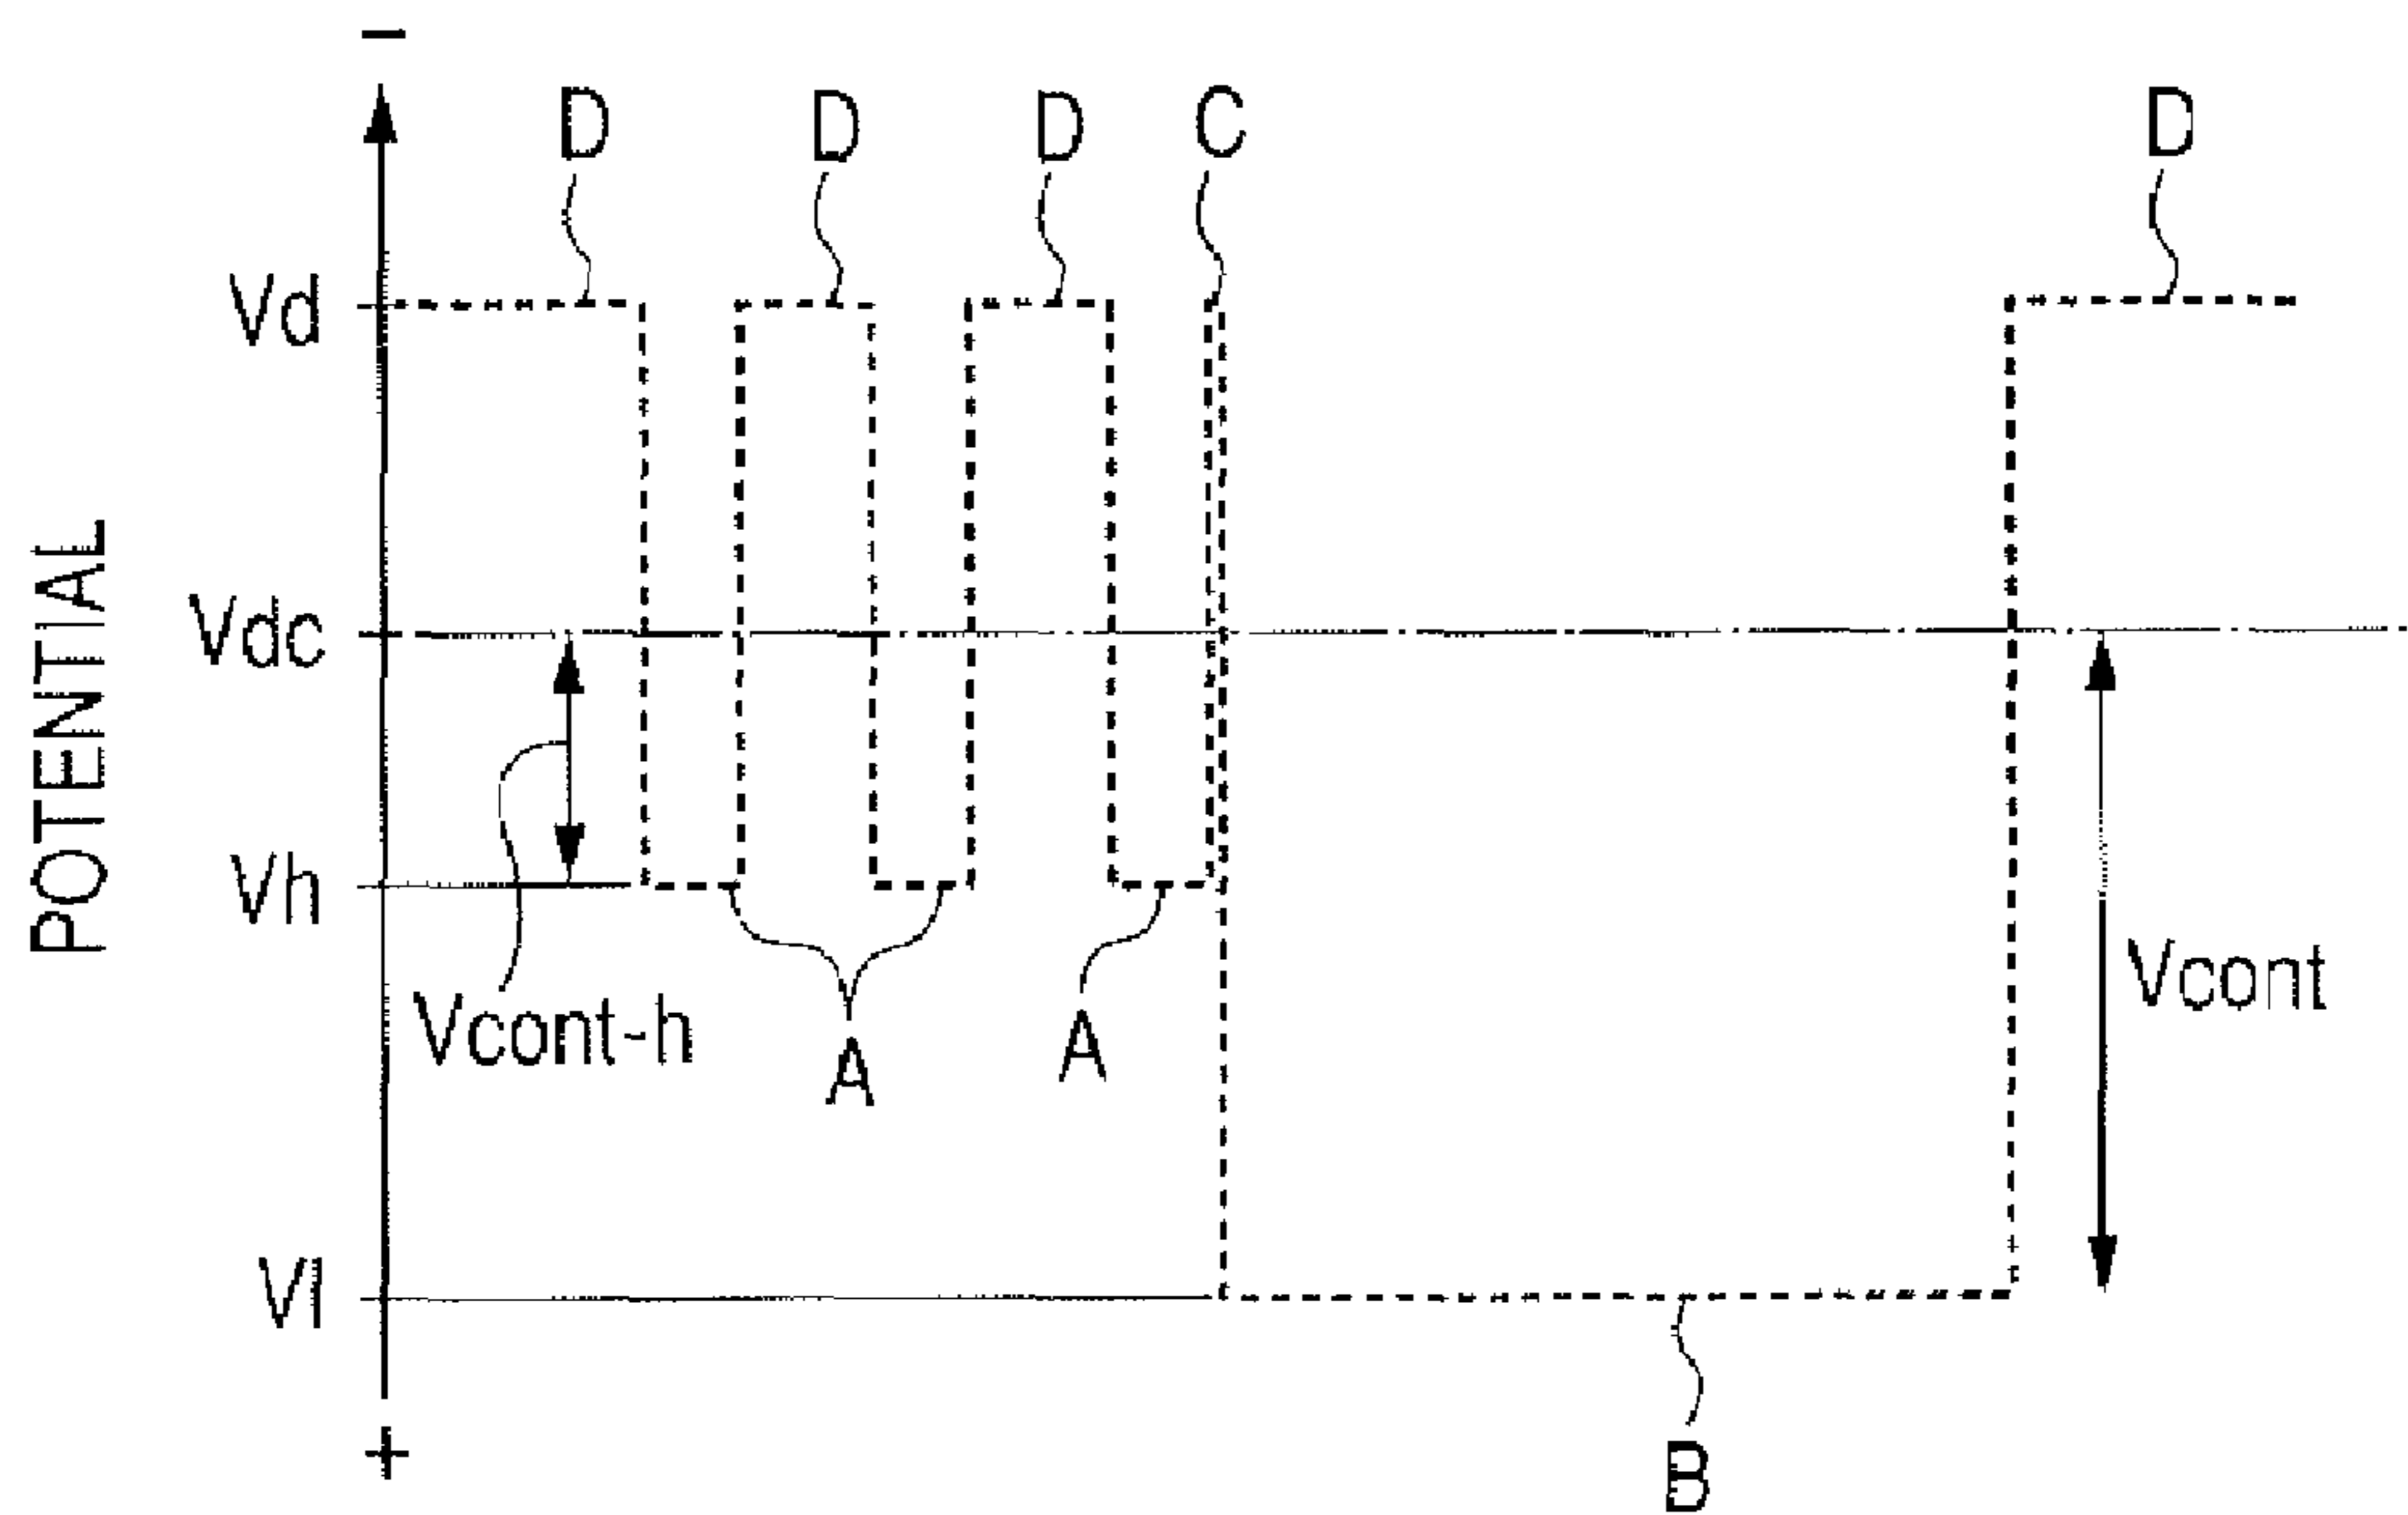 −
D D D C D
Vd
Vdc
POTENTIAL
Vh
Vcont-h
Vcont
A A
Vl
+
B